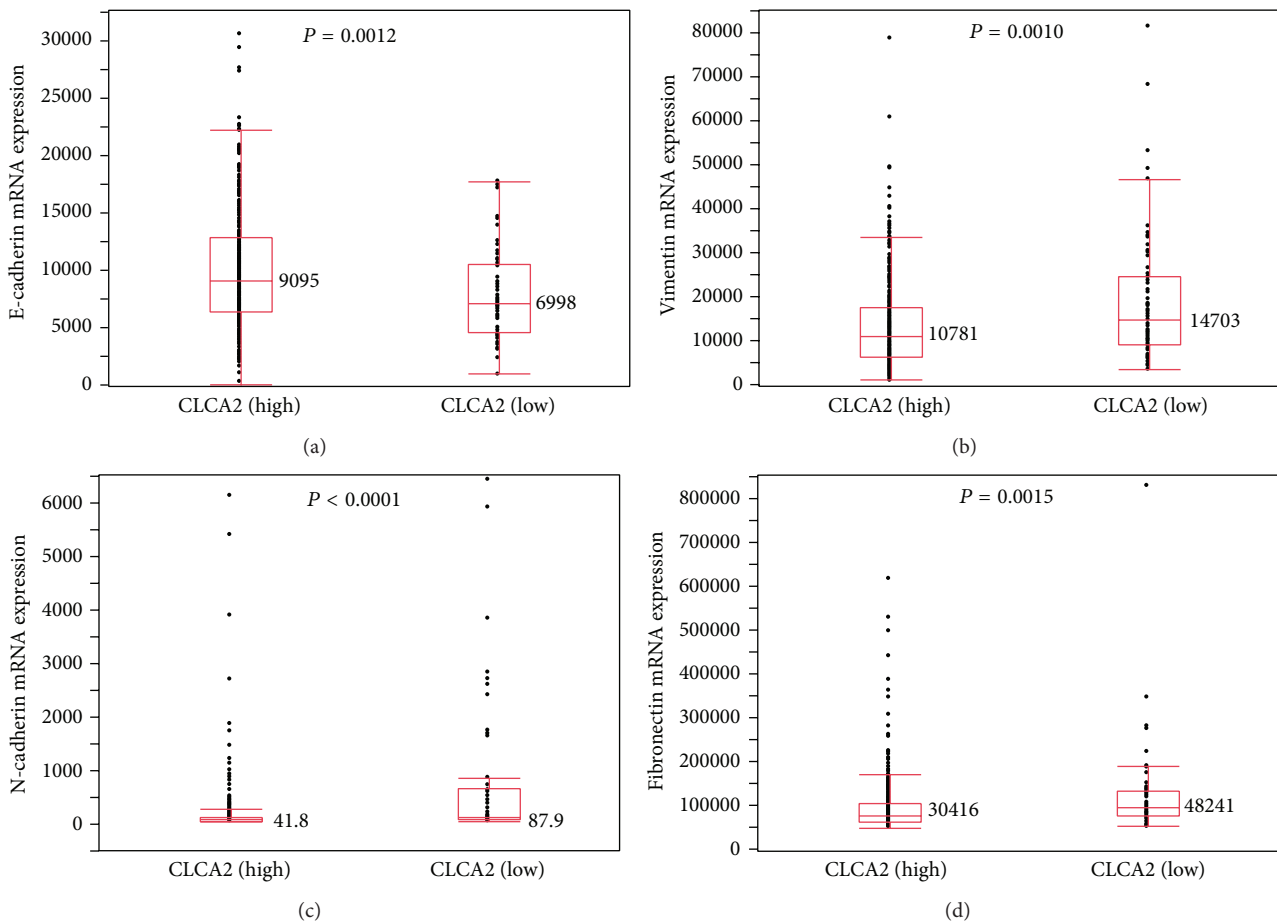 P = 0.0012
E-cadherin mRNA expression
30000
25000
20000
15000
10000
5000
0
9095
6998
CLCA2 (high)
CLCA2 (low)
(a)
P = 0.0010
Vimentin mRNA expression
80000
70000
60000
50000
40000
30000
20000
10000
0
10781
14703
CLCA2 (high)
CLCA2 (low)
(b)
P < 0.0001
N-cadherin mRNA expression
6000
5000
4000
3000
2000
1000
0
41.8
87.9
CLCA2 (high)
CLCA2 (low)
(c)
P = 0.0015
Fibronectin mRNA expression
800000
700000
600000
500000
400000
300000
200000
100000
0
30416
48241
CLCA2 (high)
CLCA2 (low)
(d)